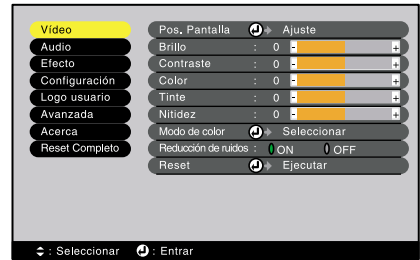 Vídeo
Audio
Efecto
Configuración
Logo usuario
Avanzada
Acerca
Reset Completo
Pos. Pantalla Ajuste
Brillo : 0 - +
Contraste : 0 - +
Color : 0 - +
Tinte : 0 - +
Nitidez : 0 - +
Modo de color Seleccionar
Reducción de ruidos : ON OFF
Reset Ejecutar
: Seleccionar : Entrar